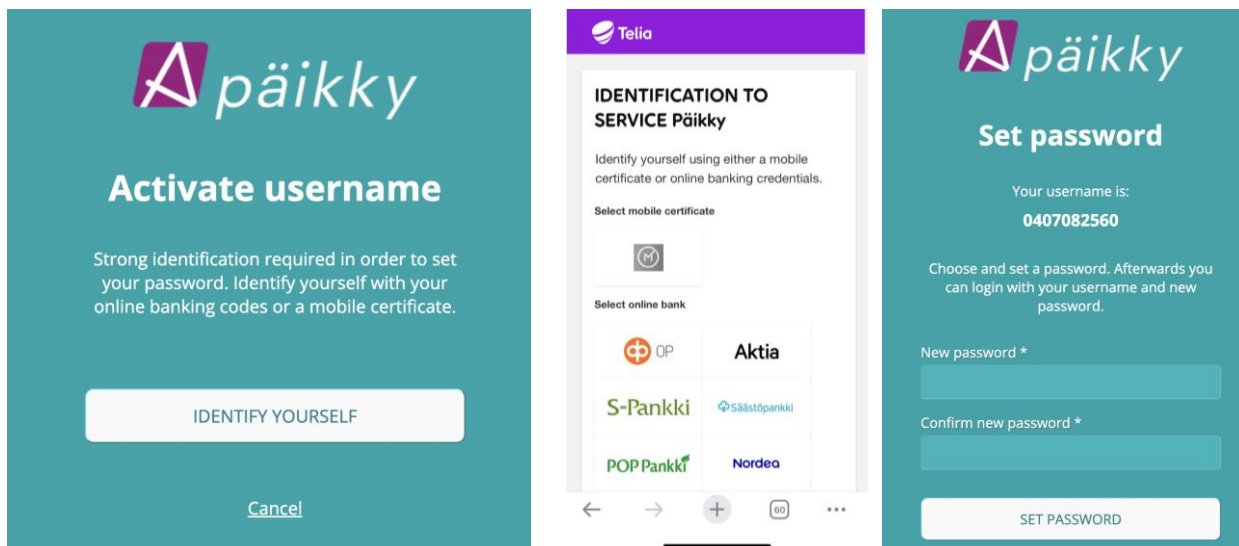 A päikky
Activate username
Strong identification required in order to set
your password. Identify yourself with your
online banking codes or a mobile certificate.
IDENTIFY YOURSELF
Cancel
Telia
IDENTIFICATION TO
SERVICE Päikky
Identify yourself using either a mobile
certificate or online banking credentials.
Select mobile certificate
M
Select online bank
OP OP
Aktia
S-Pankki
Säästöpankki
POP Pankki
Nordea
60
A päikky
Set password
Your username is:
0407082560
Choose and set a password. Afterwards you
can login with your username and new
password.
New password *
Confirm new password *
SET PASSWORD